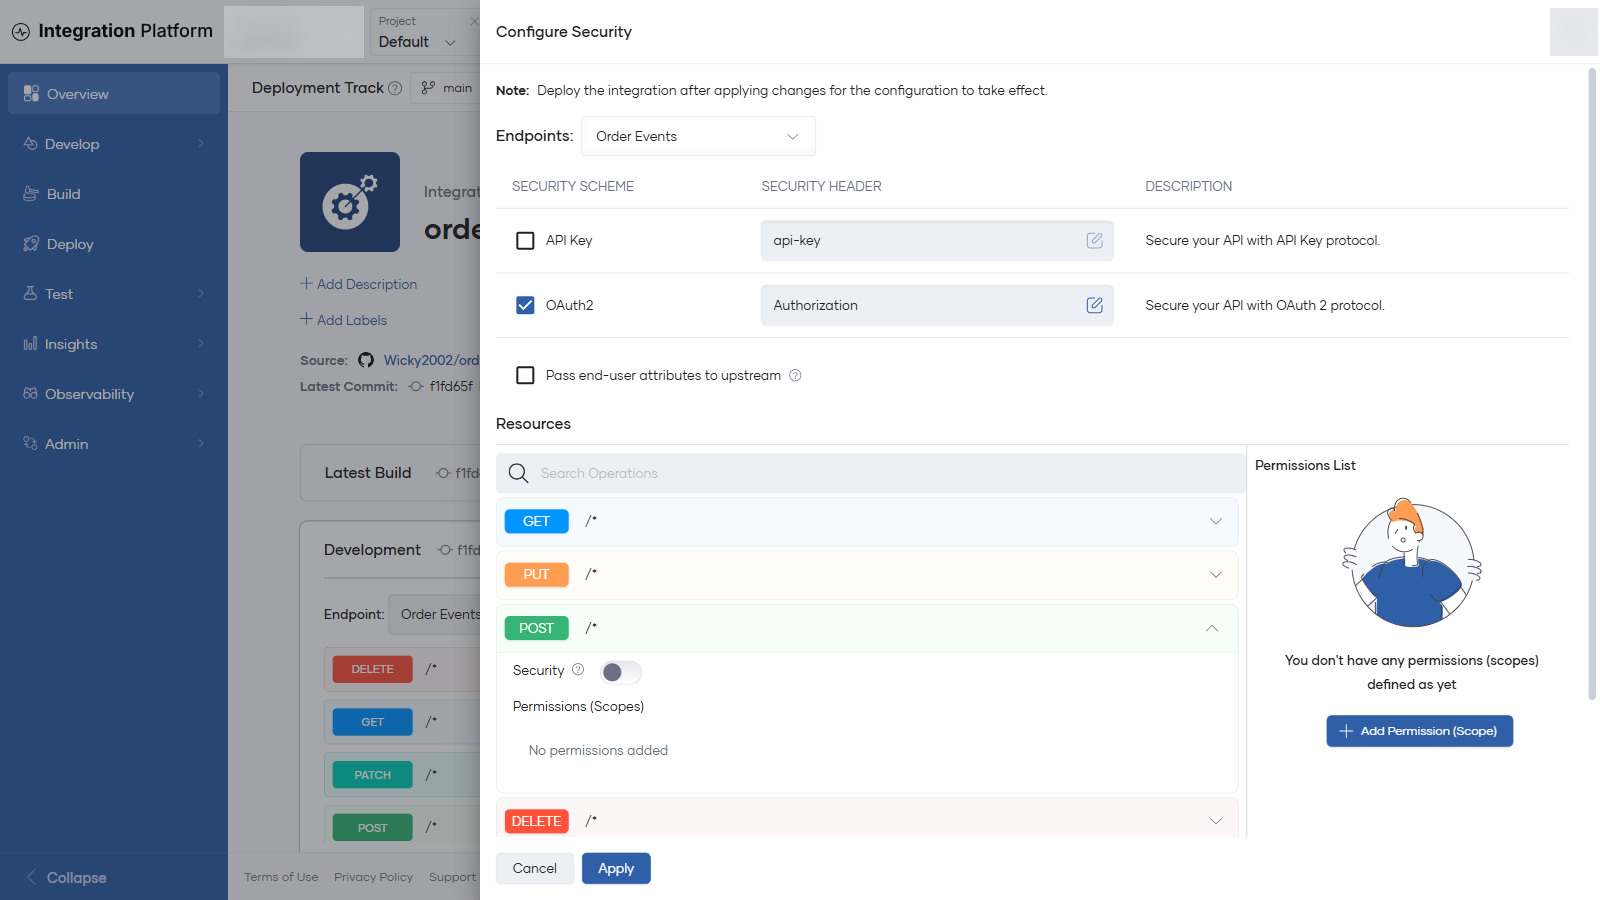 Integration Platform
Project
Default
Overview
Develop
Build
Deploy
Test
Insights
Observability
Admin
Collapse
Deployment Track
main
Integrat
orde
Add Description
Add Labels
Source: Wicky2002/ord
Latest Commit: f1fd65f
Latest Build f1fd
Development f1fd
Endpoint: Order Events
DELETE /*
GET /*
PATCH /*
POST /*
Terms of Use Privacy Policy Support
Configure Security
Note: Deploy the integration after applying changes for the configuration to take effect.
Endpoints: Order Events
SECURITY SCHEME SECURITY HEADER DESCRIPTION
API Key api-key Secure your API with API Key protocol.
OAuth2 Authorization Secure your API with OAuth 2 protocol.
Pass end-user attributes to upstream
Resources
Search Operations
GET /*
PUT /*
POST /*
Security
Permissions (Scopes)
No permissions added
DELETE /*
Permissions List
You don't have any permissions (scopes)
defined as yet
Add Permission (Scope)
Cancel Apply